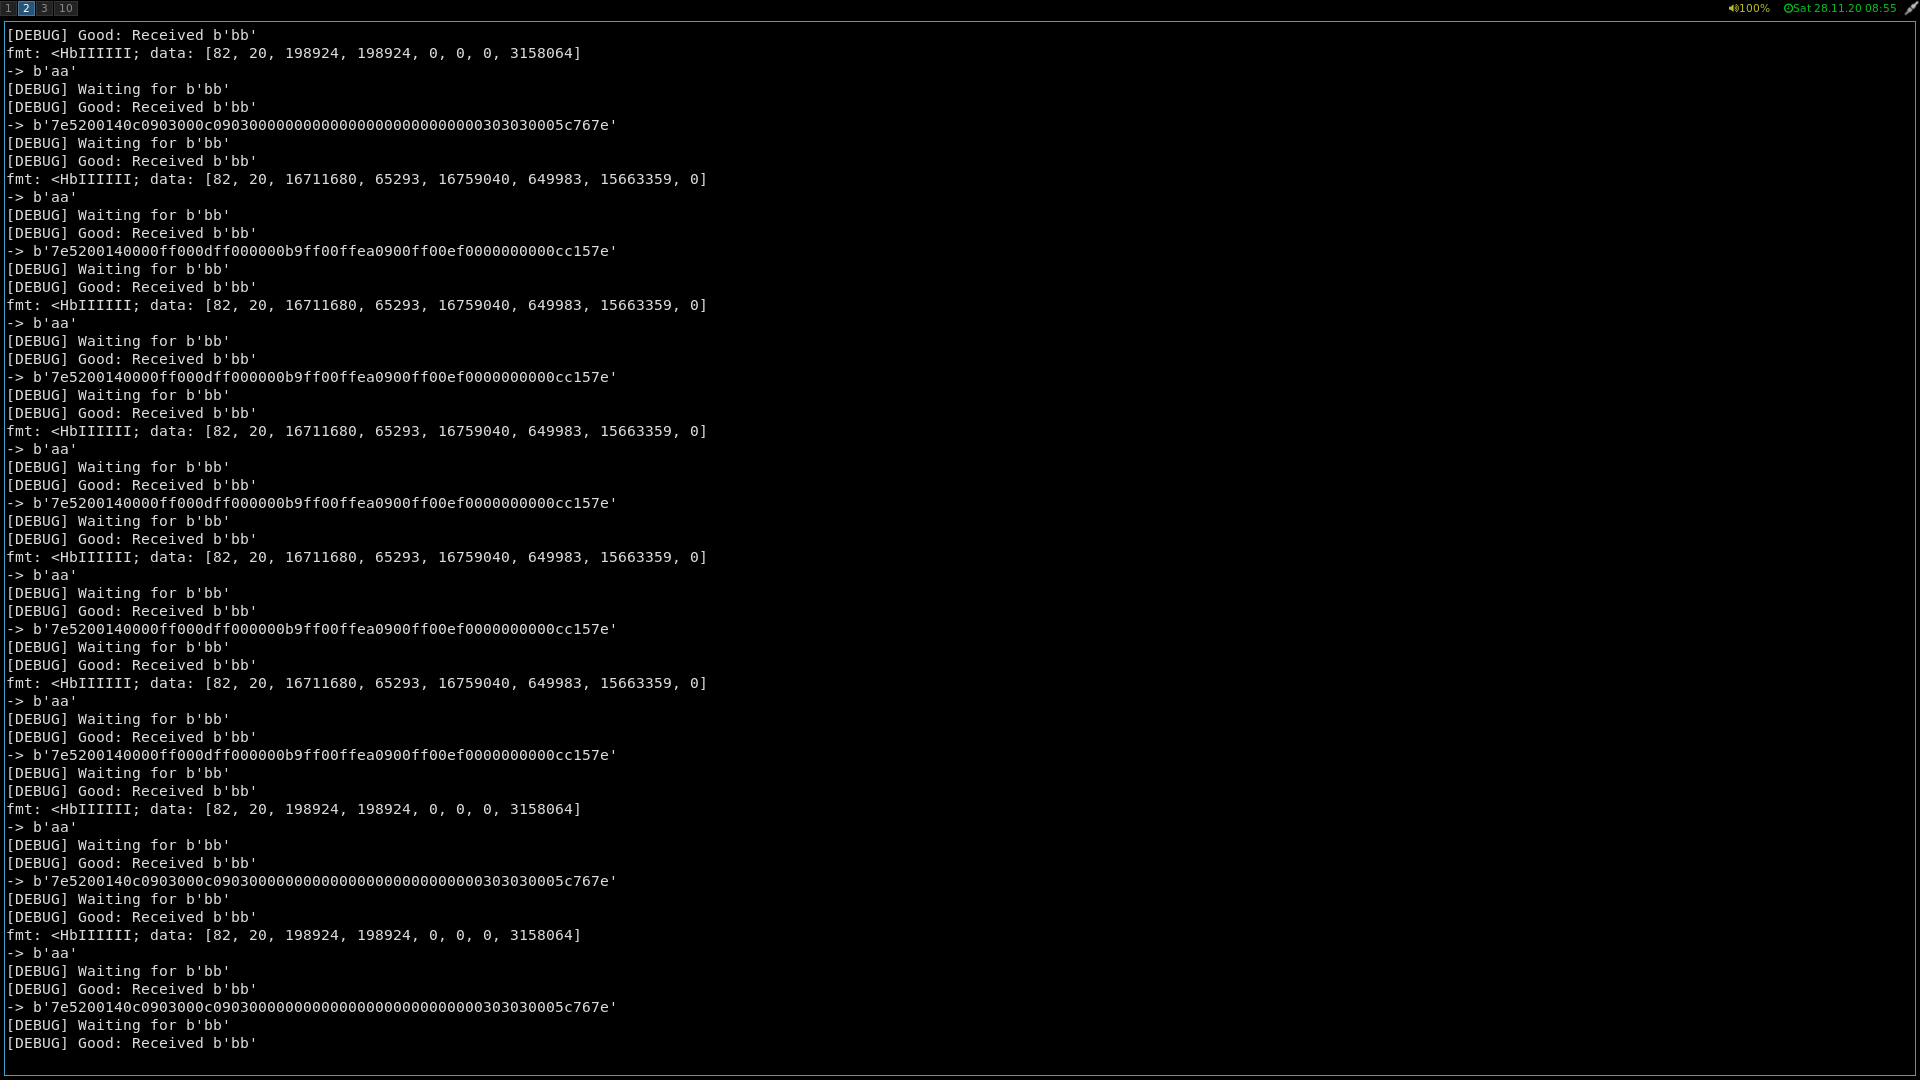 1 2 3 10 100% Sat 28.11.20 08:55
[DEBUG] Good: Received b'bb'
fmt: <HbIIIIII; data: [82, 20, 198924, 198924, 0, 0, 0, 3158064]
-> b'aa'
[DEBUG] Waiting for b'bb'
[DEBUG] Good: Received b'bb'
-> b'7e5200140c0903000c09030000000000000000000000000303030005c767e'
[DEBUG] Waiting for b'bb'
[DEBUG] Good: Received b'bb'
fmt: <HbIIIIII; data: [82, 20, 16711680, 65293, 16759040, 649983, 15663359, 0]
-> b'aa'
[DEBUG] Waiting for b'bb'
[DEBUG] Good: Received b'bb'
-> b'7e5200140000ff000dff000000b9ff00ffea0900ff00ef0000000000cc157e'
[DEBUG] Waiting for b'bb'
[DEBUG] Good: Received b'bb'
fmt: <HbIIIIII; data: [82, 20, 16711680, 65293, 16759040, 649983, 15663359, 0]
-> b'aa'
[DEBUG] Waiting for b'bb'
[DEBUG] Good: Received b'bb'
-> b'7e5200140000ff000dff000000b9ff00ffea0900ff00ef0000000000cc157e'
[DEBUG] Waiting for b'bb'
[DEBUG] Good: Received b'bb'
fmt: <HbIIIIII; data: [82, 20, 16711680, 65293, 16759040, 649983, 15663359, 0]
-> b'aa'
[DEBUG] Waiting for b'bb'
[DEBUG] Good: Received b'bb'
-> b'7e5200140000ff000dff000000b9ff00ffea0900ff00ef0000000000cc157e'
[DEBUG] Waiting for b'bb'
[DEBUG] Good: Received b'bb'
fmt: <HbIIIIII; data: [82, 20, 16711680, 65293, 16759040, 649983, 15663359, 0]
-> b'aa'
[DEBUG] Waiting for b'bb'
[DEBUG] Good: Received b'bb'
-> b'7e5200140000ff000dff000000b9ff00ffea0900ff00ef0000000000cc157e'
[DEBUG] Waiting for b'bb'
[DEBUG] Good: Received b'bb'
fmt: <HbIIIIII; data: [82, 20, 16711680, 65293, 16759040, 649983, 15663359, 0]
-> b'aa'
[DEBUG] Waiting for b'bb'
[DEBUG] Good: Received b'bb'
-> b'7e5200140000ff000dff000000b9ff00ffea0900ff00ef0000000000cc157e'
[DEBUG] Waiting for b'bb'
[DEBUG] Good: Received b'bb'
fmt: <HbIIIIII; data: [82, 20, 198924, 198924, 0, 0, 0, 3158064]
-> b'aa'
[DEBUG] Waiting for b'bb'
[DEBUG] Good: Received b'bb'
-> b'7e5200140c0903000c09030000000000000000000000000303030005c767e'
[DEBUG] Waiting for b'bb'
[DEBUG] Good: Received b'bb'
fmt: <HbIIIIII; data: [82, 20, 198924, 198924, 0, 0, 0, 3158064]
-> b'aa'
[DEBUG] Waiting for b'bb'
[DEBUG] Good: Received b'bb'
-> b'7e5200140c0903000c09030000000000000000000000000303030005c767e'
[DEBUG] Waiting for b'bb'
[DEBUG] Good: Received b'bb'